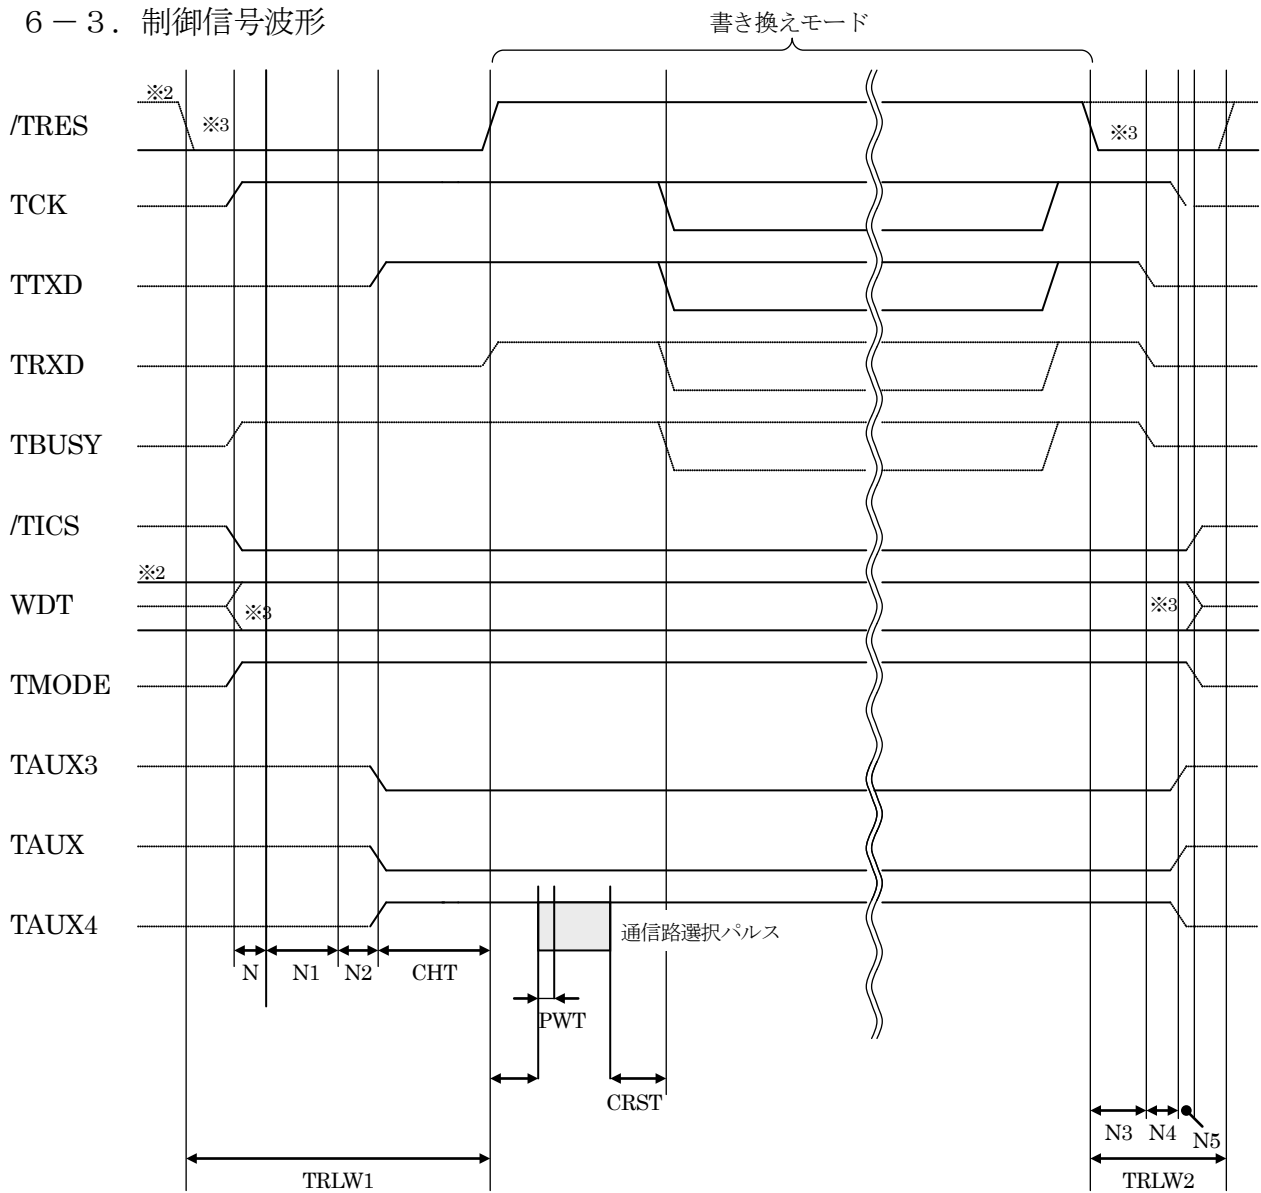 6-3．制御信号波形
書き換えモード
※2
/TRES
※3
※3
TCK
TTXD
TRXD
TBUSY
/TICS
※2
WDT
※3
※3
TMODE
TAUX3
TAUX
TAUX4
通信路選択パルス
N
N1
N2
CHT
PWT
CRST
N3
N4
N5
TRLW1
TRLW2